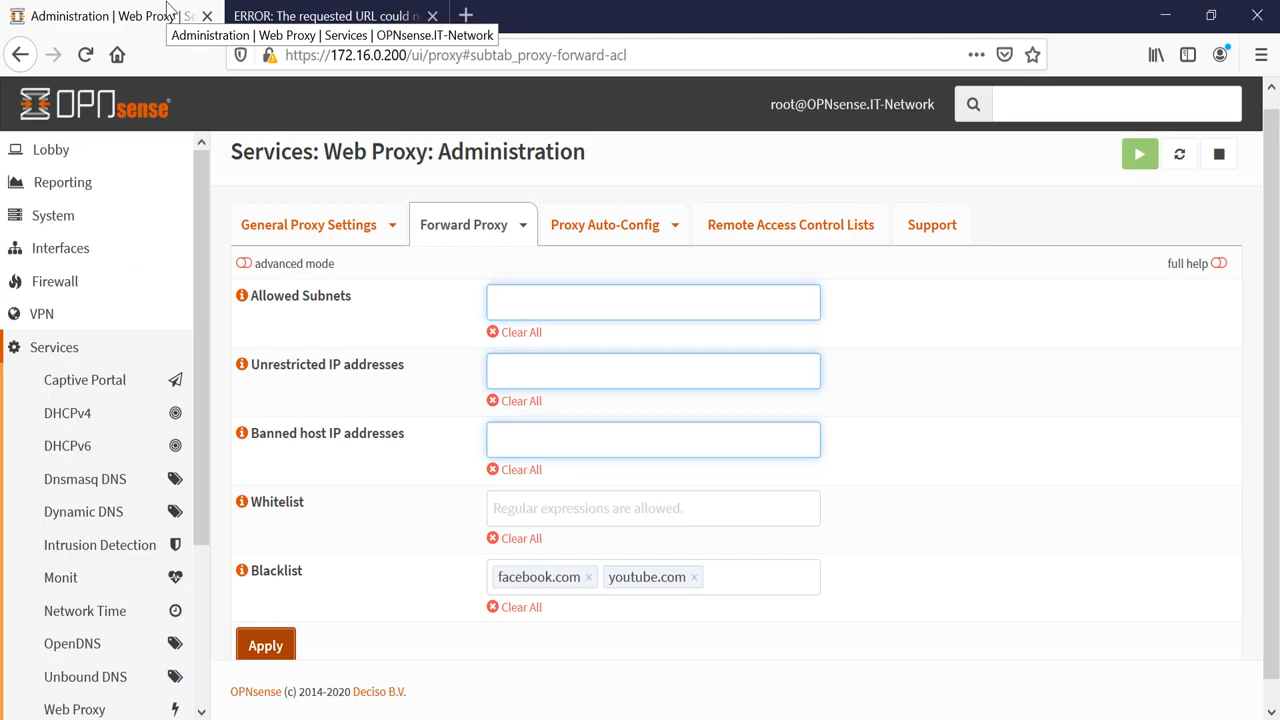 Administration | Web Proxy | Se
ERROR: The requested URL could n
Administration | Web Proxy | Services | OPNsense.IT-Network
https://172.16.0.200/ui/proxy#subtab_proxy-forward-acl
OPNsense
root@OPNsense.IT-Network
Lobby
Reporting
System
Interfaces
Firewall
VPN
Services
Captive Portal
DHCPv4
DHCPv6
Dnsmasq DNS
Dynamic DNS
Intrusion Detection
Monit
Network Time
OpenDNS
Unbound DNS
Web Proxy
Services: Web Proxy: Administration
General Proxy Settings
Forward Proxy
Proxy Auto-Config
Remote Access Control Lists
Support
advanced mode
full help
Allowed Subnets
Clear All
Unrestricted IP addresses
Clear All
Banned host IP addresses
Clear All
Whitelist
Regular expressions are allowed.
Clear All
Blacklist
facebook.com × youtube.com ×
Clear All
Apply
OPNsense (c) 2014-2020 Deciso B.V.